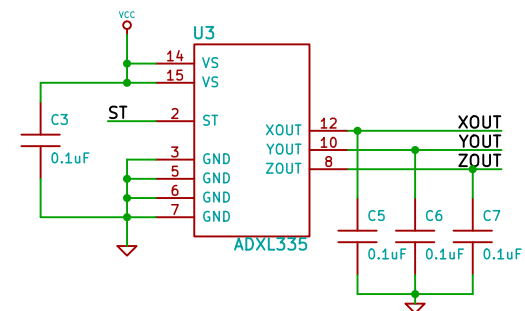 VCC
U3
14 VS
15 VS
C3
0.1uF
ST
2 ST
XOUT 12 XOUT
YOUT 10 YOUT
ZOUT 8 ZOUT
3 GND
5 GND
6 GND
7 GND
ADXL335
C5 C6 C7
0.1uF 0.1uF 0.1uF